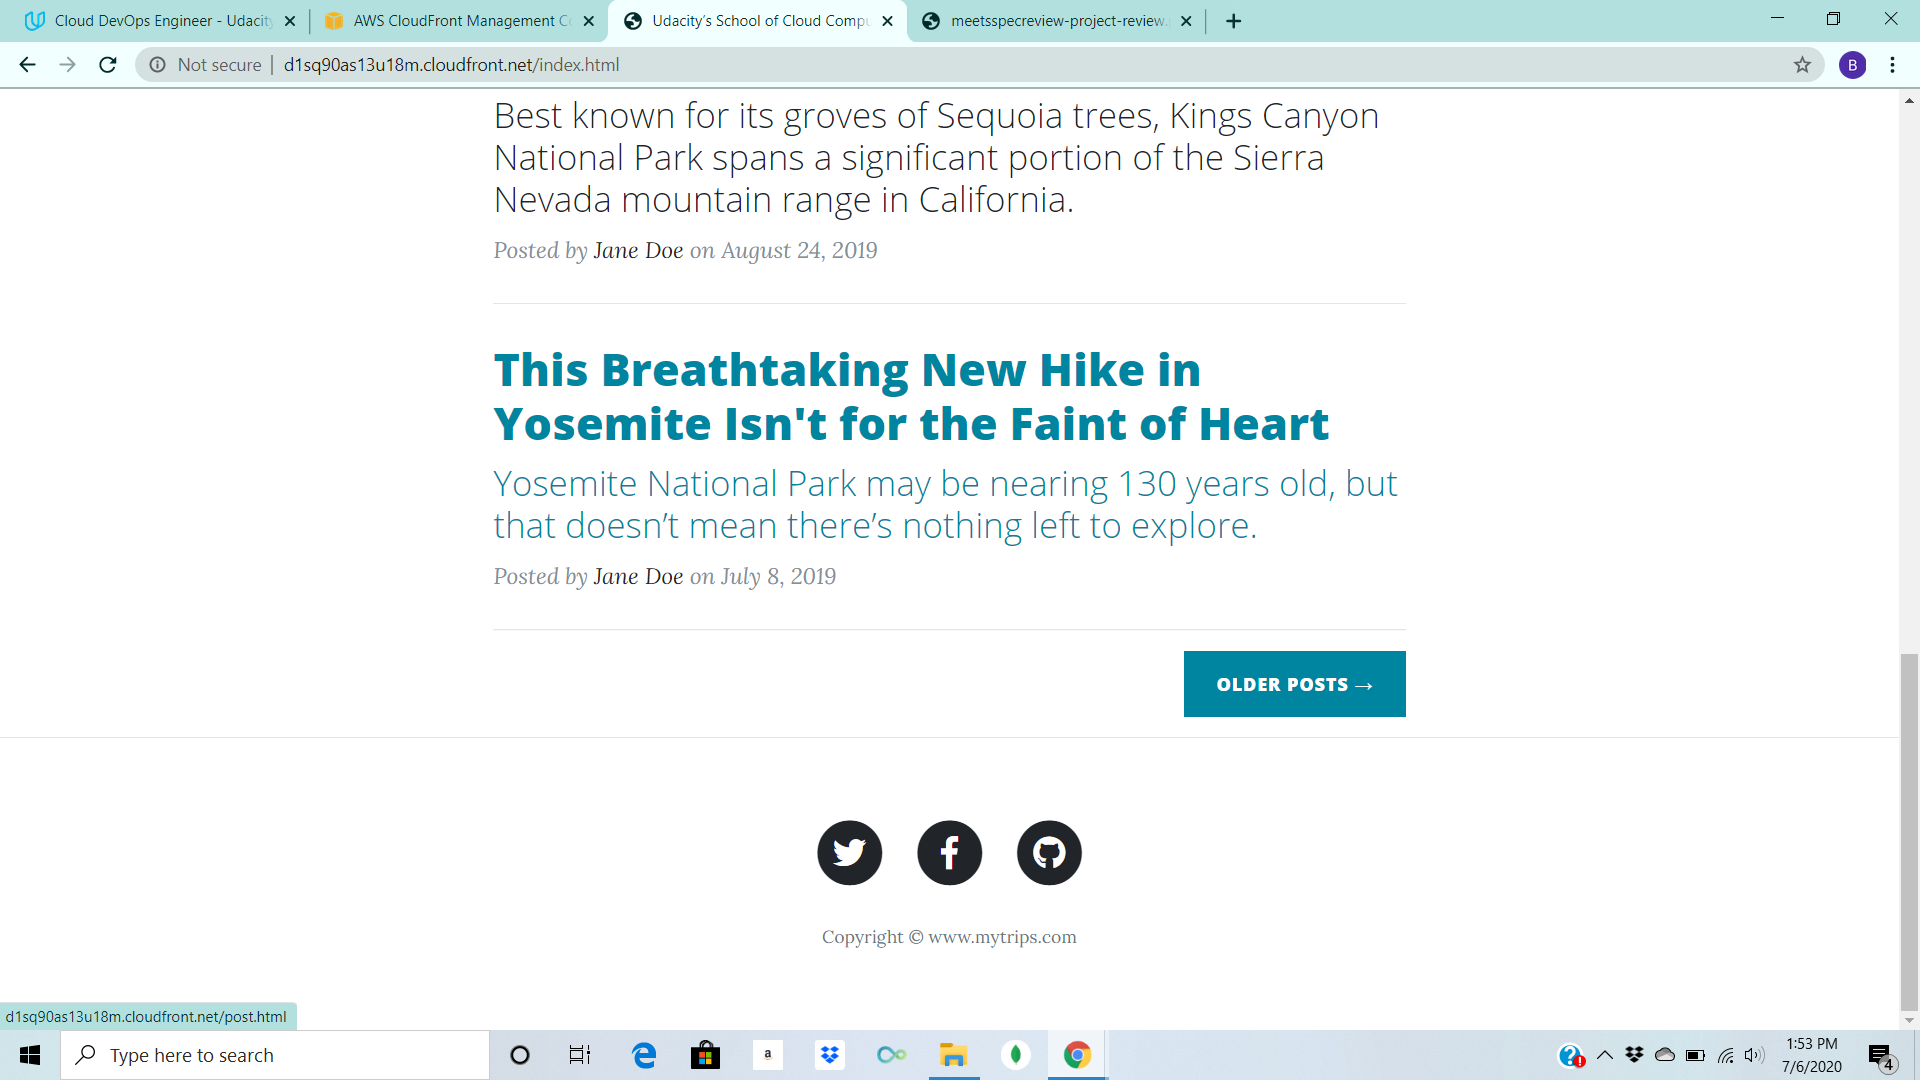 Cloud DevOps Engineer - Udacity
AWS CloudFront Management Co
Udacity's School of Cloud Compu
meetsspecreview-project-review.
Not secure
d1sq90as13u18m.cloudfront.net/index.html
B
Best known for its groves of Sequoia trees, Kings Canyon
National Park spans a significant portion of the Sierra
Nevada mountain range in California.
Posted by Jane Doe on August 24, 2019
This Breathtaking New Hike in
Yosemite Isn't for the Faint of Heart
Yosemite National Park may be nearing 130 years old, but
that doesn’t mean there’s nothing left to explore.
Posted by Jane Doe on July 8, 2019
OLDER POSTS →
Copyright © www.mytrips.com
d1sq90as13u18m.cloudfront.net/post.html
Type here to search
a
1:53 PM
7/6/2020
4